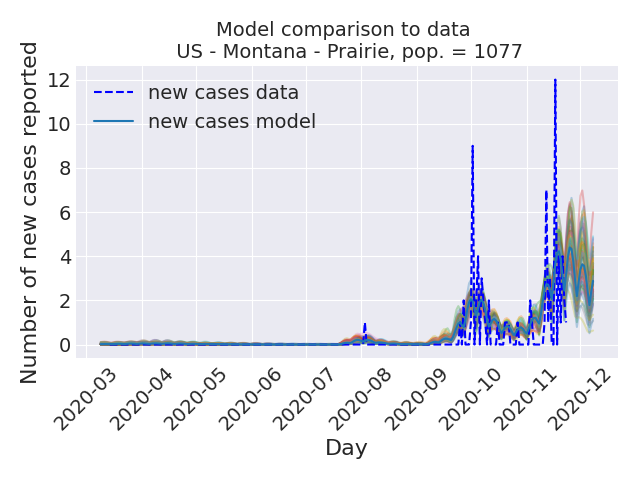 Model comparison to data
US - Montana - Prairie, pop. = 1077
Number of new cases reported
12
10
8
6
4
2
0
new cases data
new cases model
2020-03
2020-04
2020-05
2020-06
2020-07
2020-08
2020-09
2020-10
2020-11
2020-12
Day